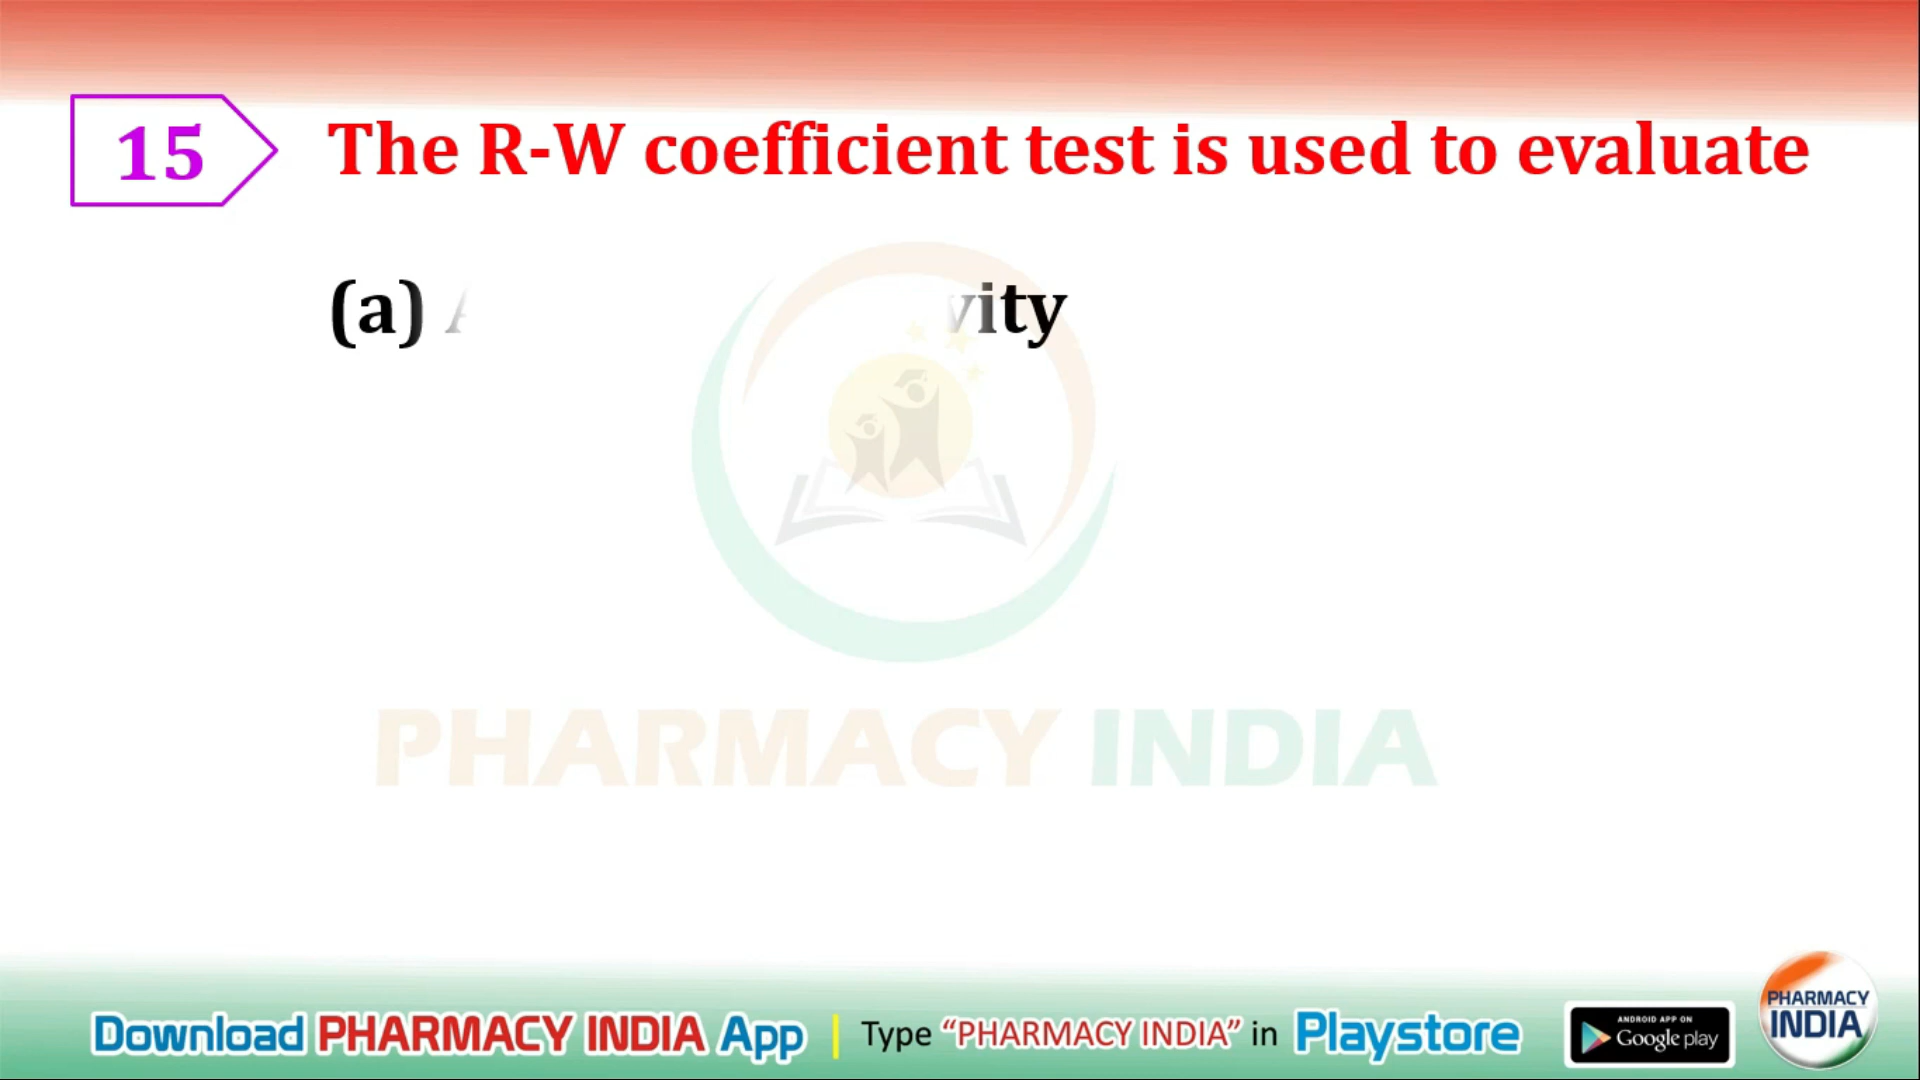 15 The R-W coefficient test is used to evaluate
(a)
PHARMACY INDIA
Download PHARMACY INDIA App | Type “PHARMACY INDIA” in Playstore
ANDROID APP ON
Google play
PHARMACY
INDIA